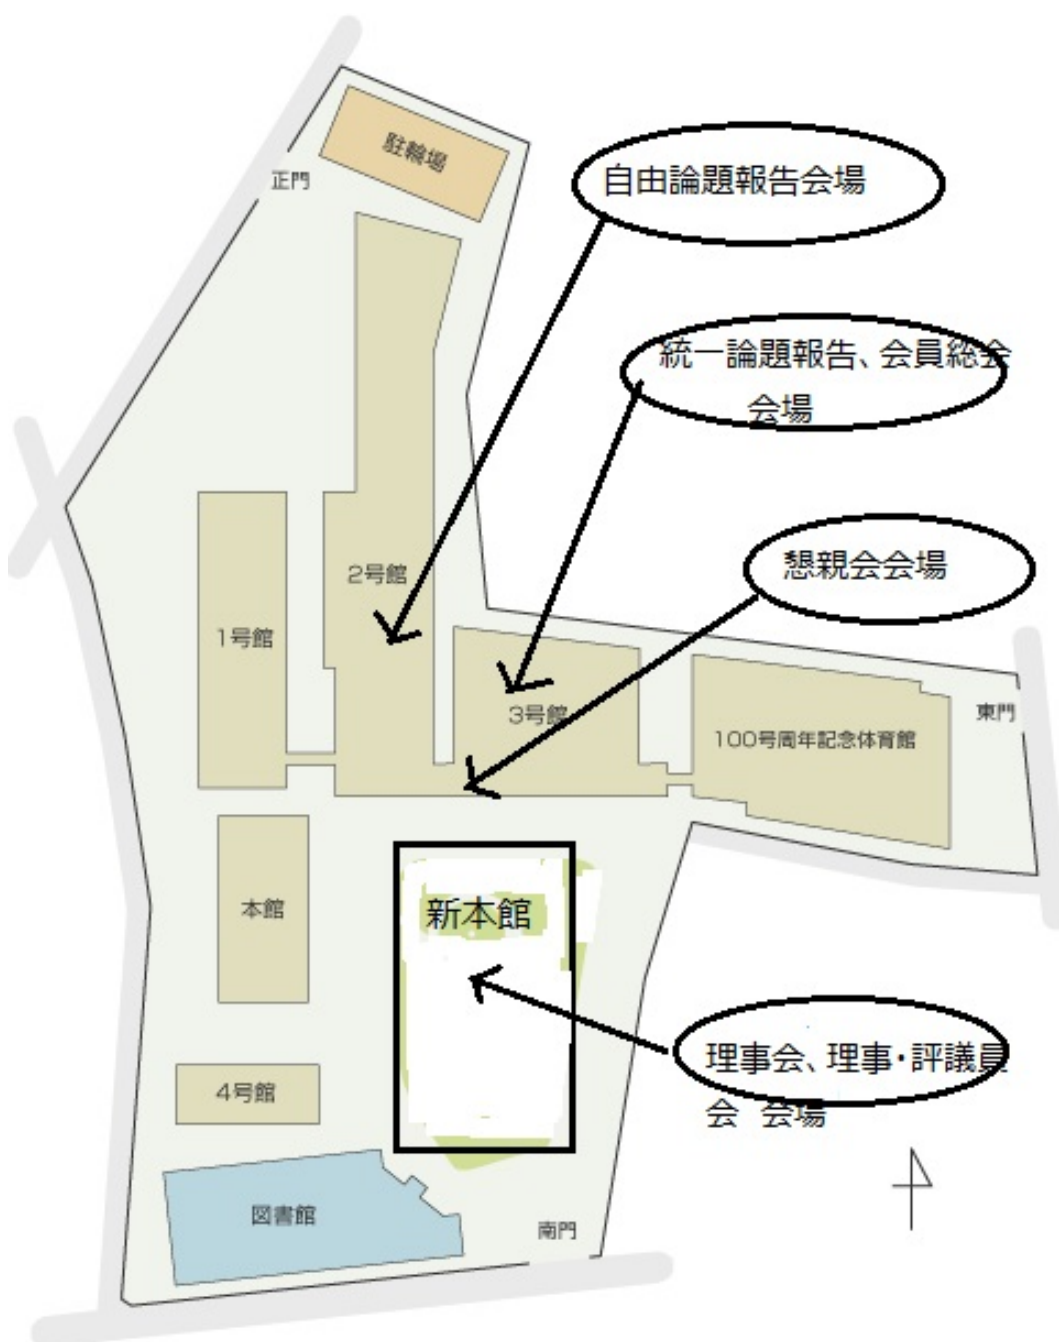 駐輪場
正門
自由論題報告会場
統一論題報告、会員総会
会場
懇親会会場
2号館
1号館
3号館
東門
100号周年記念体育館
本館
新本館
理事会、理事・評議員
会 会場
4号館
図書館
南門